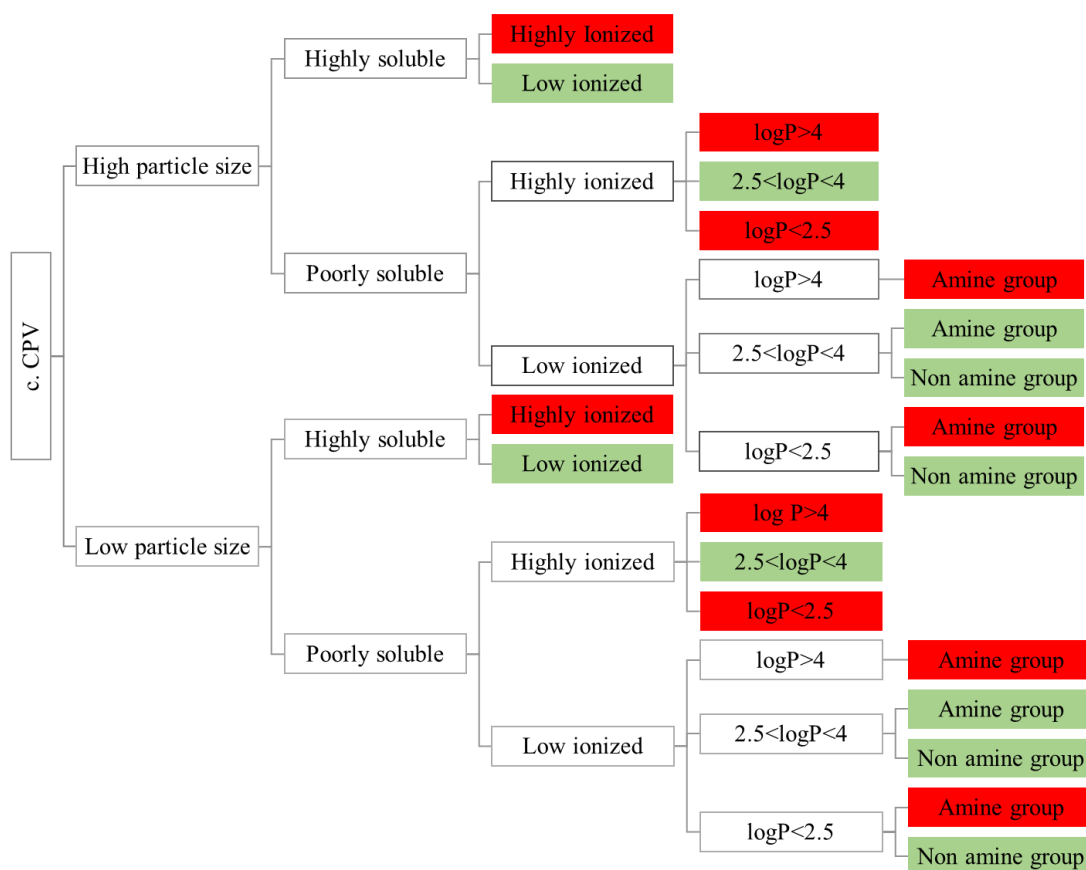 c. CPV
High particle size
Highly soluble
Highly Ionized
Low ionized
Poorly soluble
Highly ionized
logP>4
2.5<logP<4
logP<2.5
Low ionized
logP>4
Amine group
2.5<logP<4
Amine group
Non amine group
logP<2.5
Amine group
Non amine group
Low particle size
Highly soluble
Highly ionized
Low ionized
Poorly soluble
Highly ionized
log P>4
2.5<logP<4
logP<2.5
Low ionized
logP>4
Amine group
2.5<logP<4
Amine group
Non amine group
logP<2.5
Amine group
Non amine group